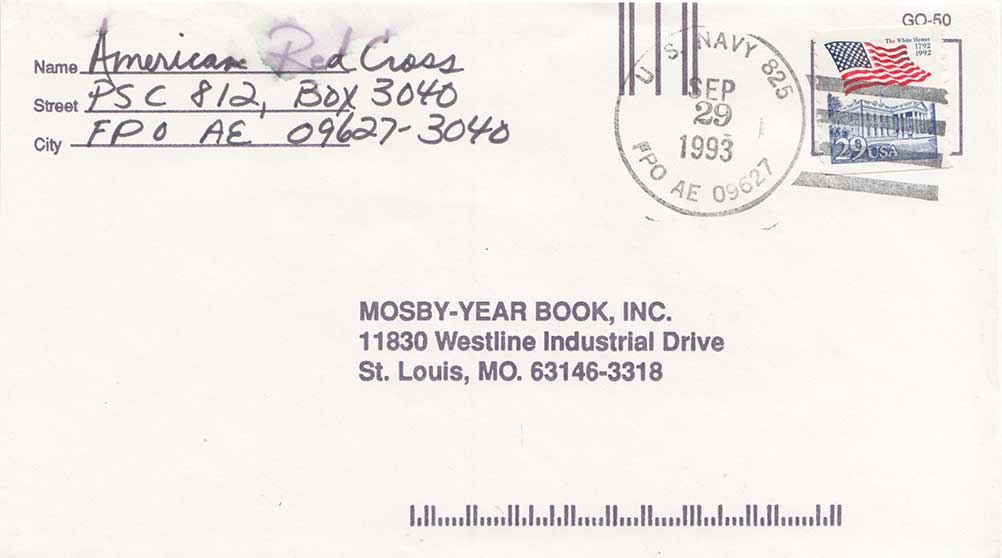 GO-50
Name American Red Cross
Street PSC 812, BOX 3040
City FPO AE 09627-3040
U S NAVY 825
SEP
29
1993
FPO AE 09627
The White House
1792
1992
29 USA
MOSBY-YEAR BOOK, INC.
11830 Westline Industrial Drive
St. Louis, MO. 63146-3318